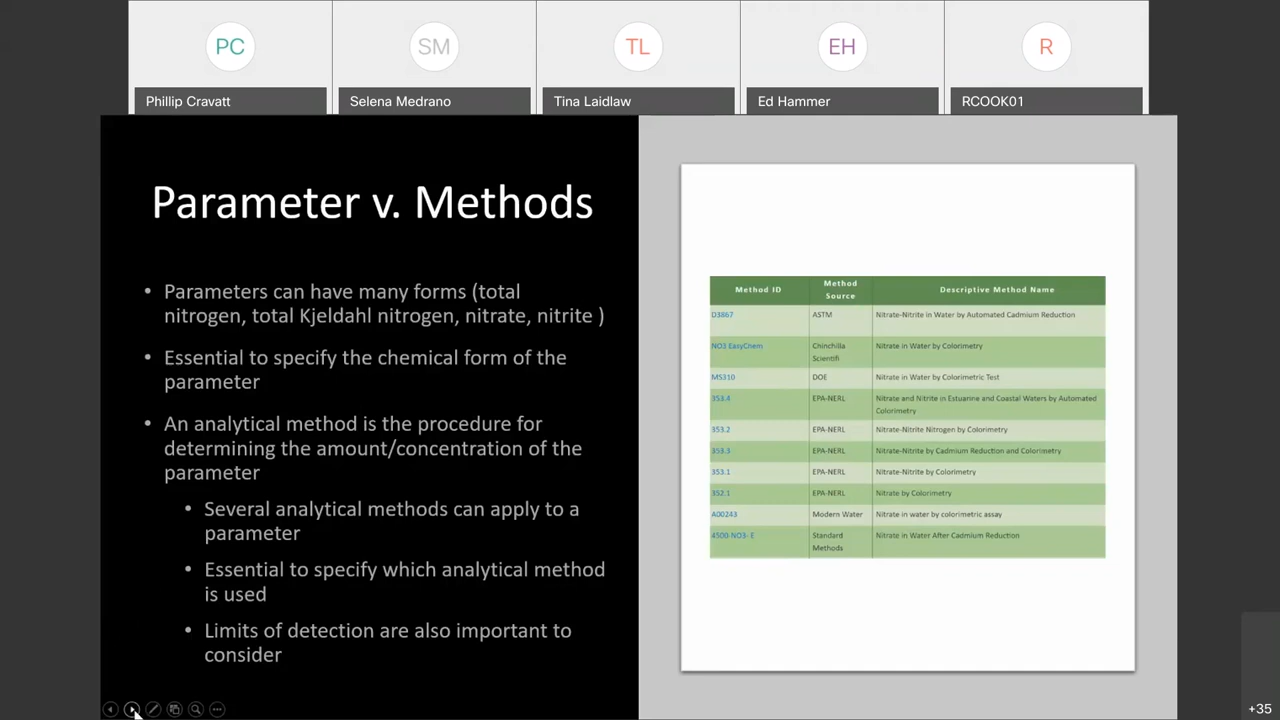 PC
SM
TL
EH
R
Phillip Cravatt
Selena Medrano
Tina Laidlaw
Ed Hammer
RCOOK01
Parameter v. Methods
• Parameters can have many forms (total
nitrogen, total Kjeldahl nitrogen, nitrate, nitrite )
• Essential to specify the chemical form of the
parameter
• An analytical method is the procedure for
determining the amount/concentration of the
parameter
• Several analytical methods can apply to a
parameter
• Essential to specify which analytical method
is used
• Limits of detection are also important to
consider
Method ID
Method
Source
Descriptive Method Name
D3867
ASTM
Nitrate-Nitrite in Water by Automated Cadmium Reduction
NO3 EasyChem
Chinchilla
Scientifi
Nitrate in Water by Colorimetry
MS310
DOE
Nitrate in Water by Colorimetric Test
353.4
EPA-NERL
Nitrate and Nitrite in Estuarine and Coastal Waters by Automated
Colorimetry
353.2
EPA-NERL
Nitrate-Nitrite Nitrogen by Colorimetry
353.3
EPA-NERL
Nitrate-Nitrite by Cadmium Reduction and Colorimetry
353.1
EPA-NERL
Nitrate-Nitrite by Colorimetry
352.1
EPA-NERL
Nitrate by Colorimetry
A00243
Modern Water
Nitrate in water by colorimetric assay
4500-NO3- E
Standard
Methods
Nitrate in Water After Cadmium Reduction
+35